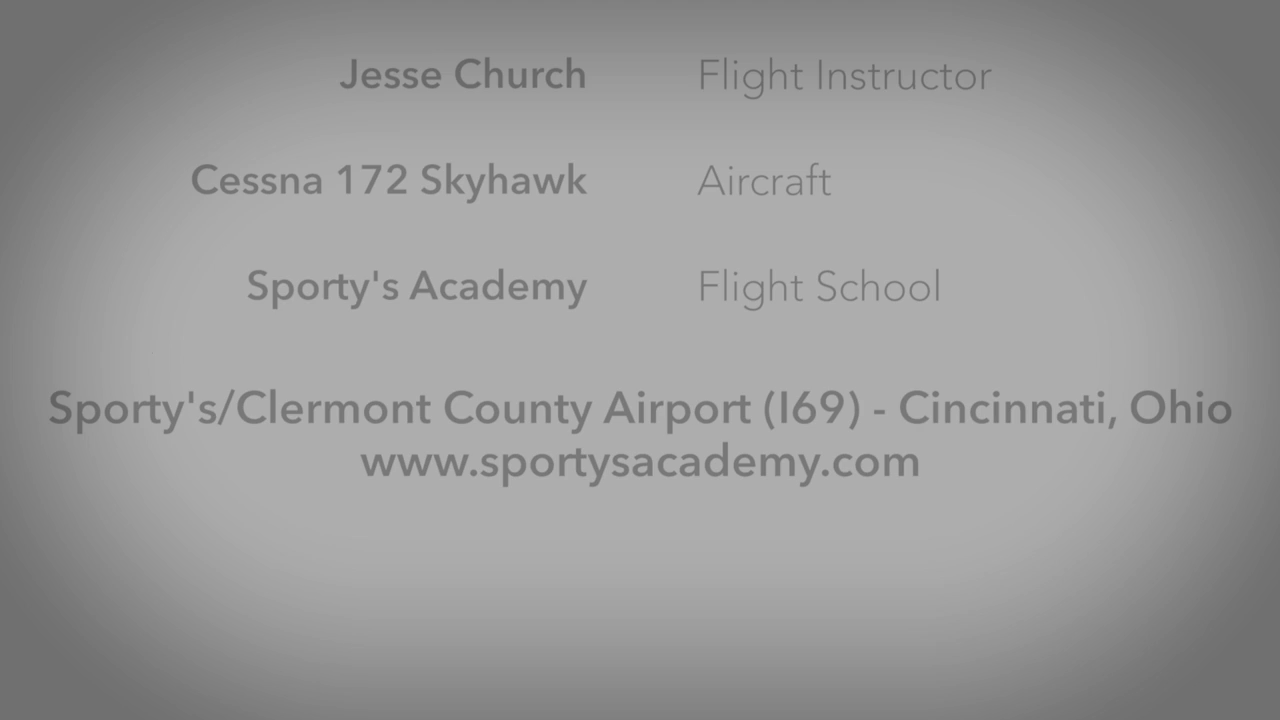 Jesse Church Flight Instructor
Cessna 172 Skyhawk Aircraft
Sporty's Academy Flight School
Sporty's/Clermont County Airport (I69) - Cincinnati, Ohio
www.sportysacademy.com